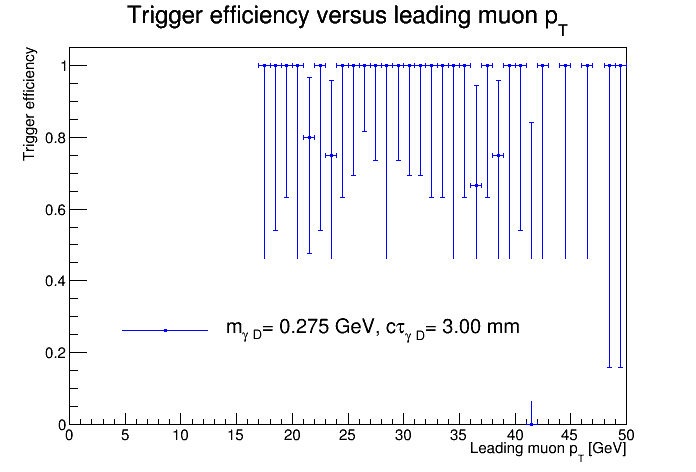 Trigger efficiency versus leading muon p_T
Trigger efficiency
1
0.8
0.6
0.4
0.2
0
m_γ D= 0.275 GeV, cτ_γ D= 3.00 mm
0 5 10 15 20 25 30 35 40 45 50
Leading muon p_T [GeV]